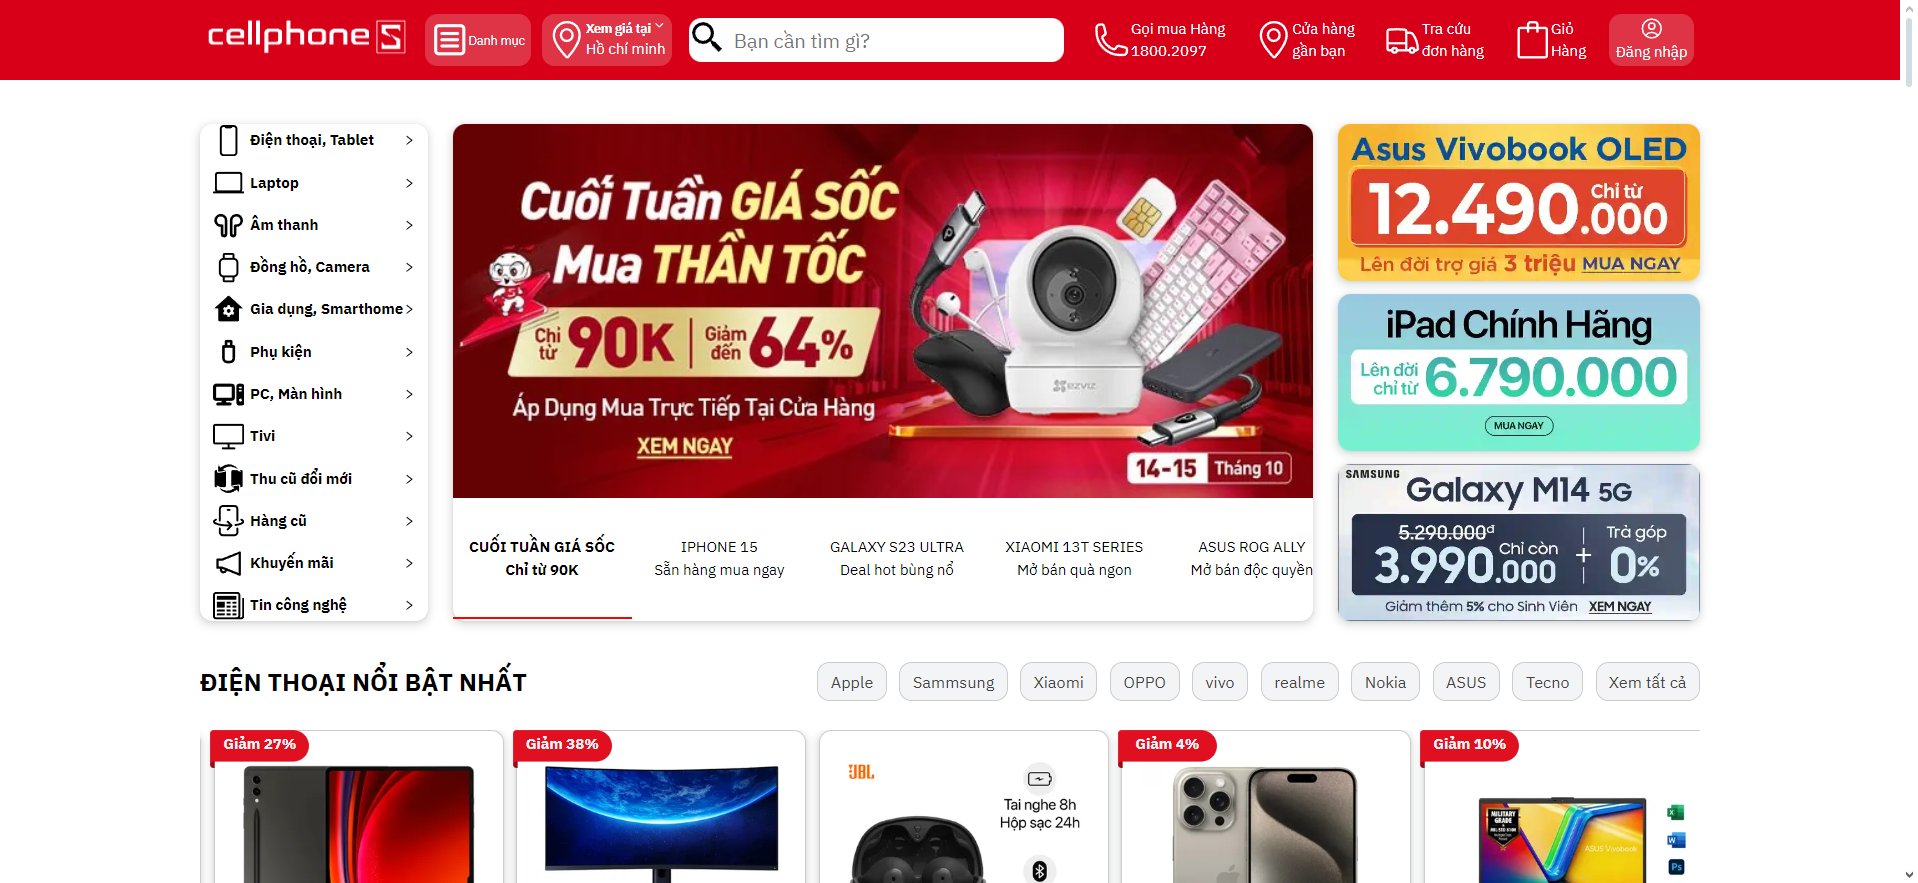 cellphoneS
Danh mục
Xem giá tại
Hồ chí minh
Bạn cần tìm gì?
Gọi mua Hàng
1800.2097
Cửa hàng
gần bạn
Tra cứu
đơn hàng
Giỏ
Hàng
Đăng nhập
Điện thoại, Tablet
Laptop
Âm thanh
Đồng hồ, Camera
Gia dụng, Smarthome
Phụ kiện
PC, Màn hình
Tivi
Thu cũ đổi mới
Hàng cũ
Khuyến mãi
Tin công nghệ
Cuối Tuần GIÁ SỐC
Mua THẦN TỐC
Chỉ từ 90K | Giảm đến 64%
Áp Dụng Mua Trực Tiếp Tại Cửa Hàng
XEM NGAY
ezviz
14-15 Tháng 10
CUỐI TUẦN GIÁ SỐC
Chỉ từ 90K
IPHONE 15
Sẵn hàng mua ngay
GALAXY S23 ULTRA
Deal hot bùng nổ
XIAOMI 13T SERIES
Mở bán quà ngon
ASUS ROG ALLY
Mở bán độc quyền
Asus Vivobook OLED
Chỉ từ
12.490.000
Lên đời trợ giá 3 triệu MUA NGAY
iPad Chính Hãng
Lên đời
chỉ từ 6.790.000
MUA NGAY
SAMSUNG
Galaxy M14 5G
5.290.000đ
Chỉ còn
3.990.000
+
Trả góp
0%
Giảm thêm 5% cho Sinh Viên XEM NGAY
ĐIỆN THOẠI NỔI BẬT NHẤT
Apple
Sammsung
Xiaomi
OPPO
vivo
realme
Nokia
ASUS
Tecno
Xem tất cả
Giảm 27%
Giảm 38%
JBL
Tai nghe 8h
Hộp sạc 24h
Giảm 4%
Giảm 10%
MILITARY
GRADE
ASUS Vivobook
X
W
Ps